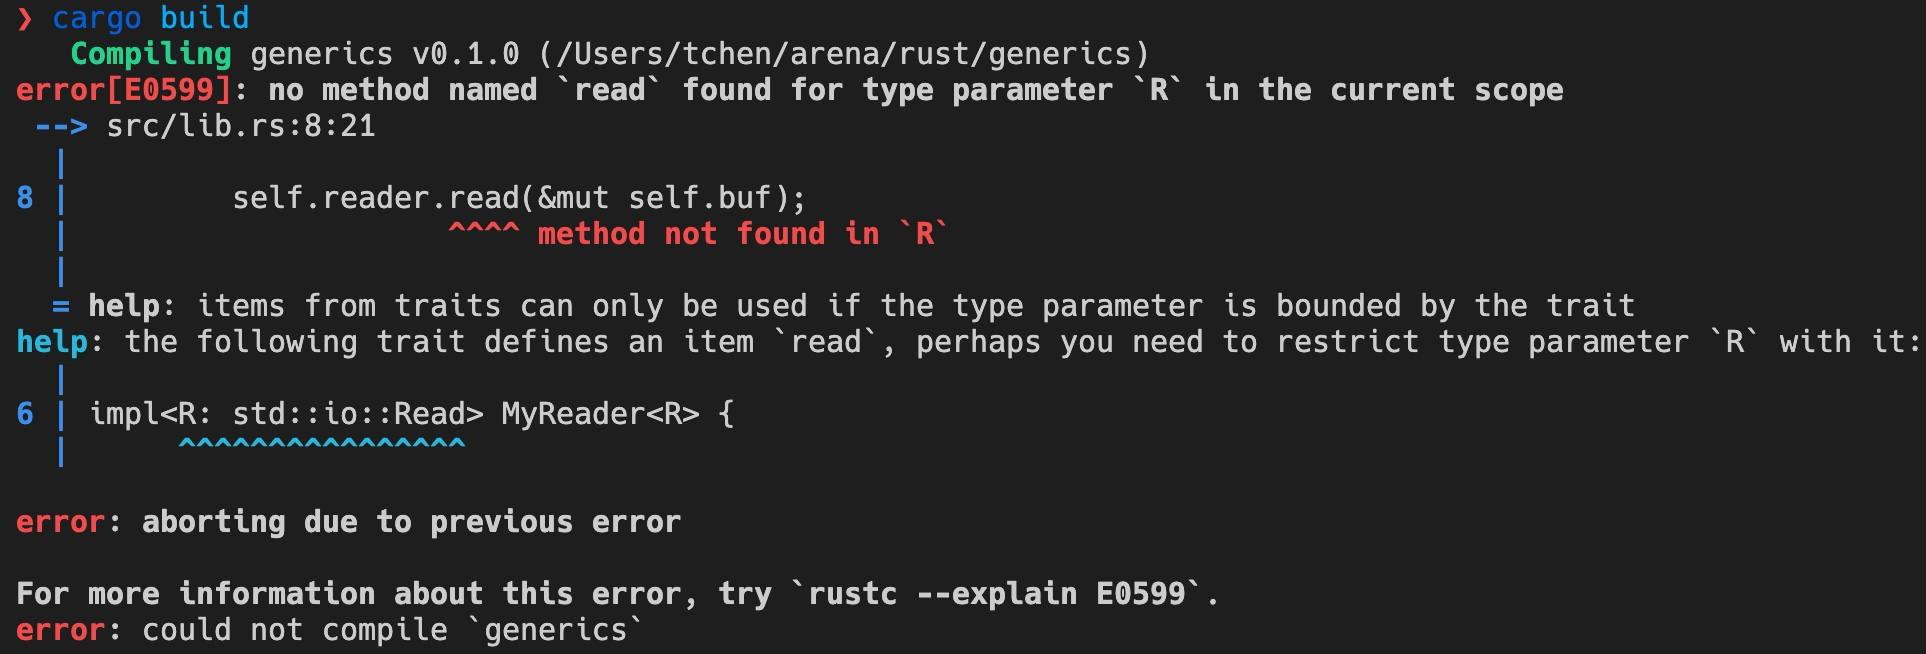 ❯ cargo build
   Compiling generics v0.1.0 (/Users/tchen/arena/rust/generics)
error[E0599]: no method named `read` found for type parameter `R` in the current scope
 --> src/lib.rs:8:21
  |
8 |         self.reader.read(&mut self.buf);
  |                     ^^^^ method not found in `R`
  |
  = help: items from traits can only be used if the type parameter is bounded by the trait
help: the following trait defines an item `read`, perhaps you need to restrict type parameter `R` with it:
  |
6 | impl<R: std::io::Read> MyReader<R> {
  |      ^^^^^^^^^^^^^^^^

error: aborting due to previous error

For more information about this error, try `rustc --explain E0599`.
error: could not compile `generics`